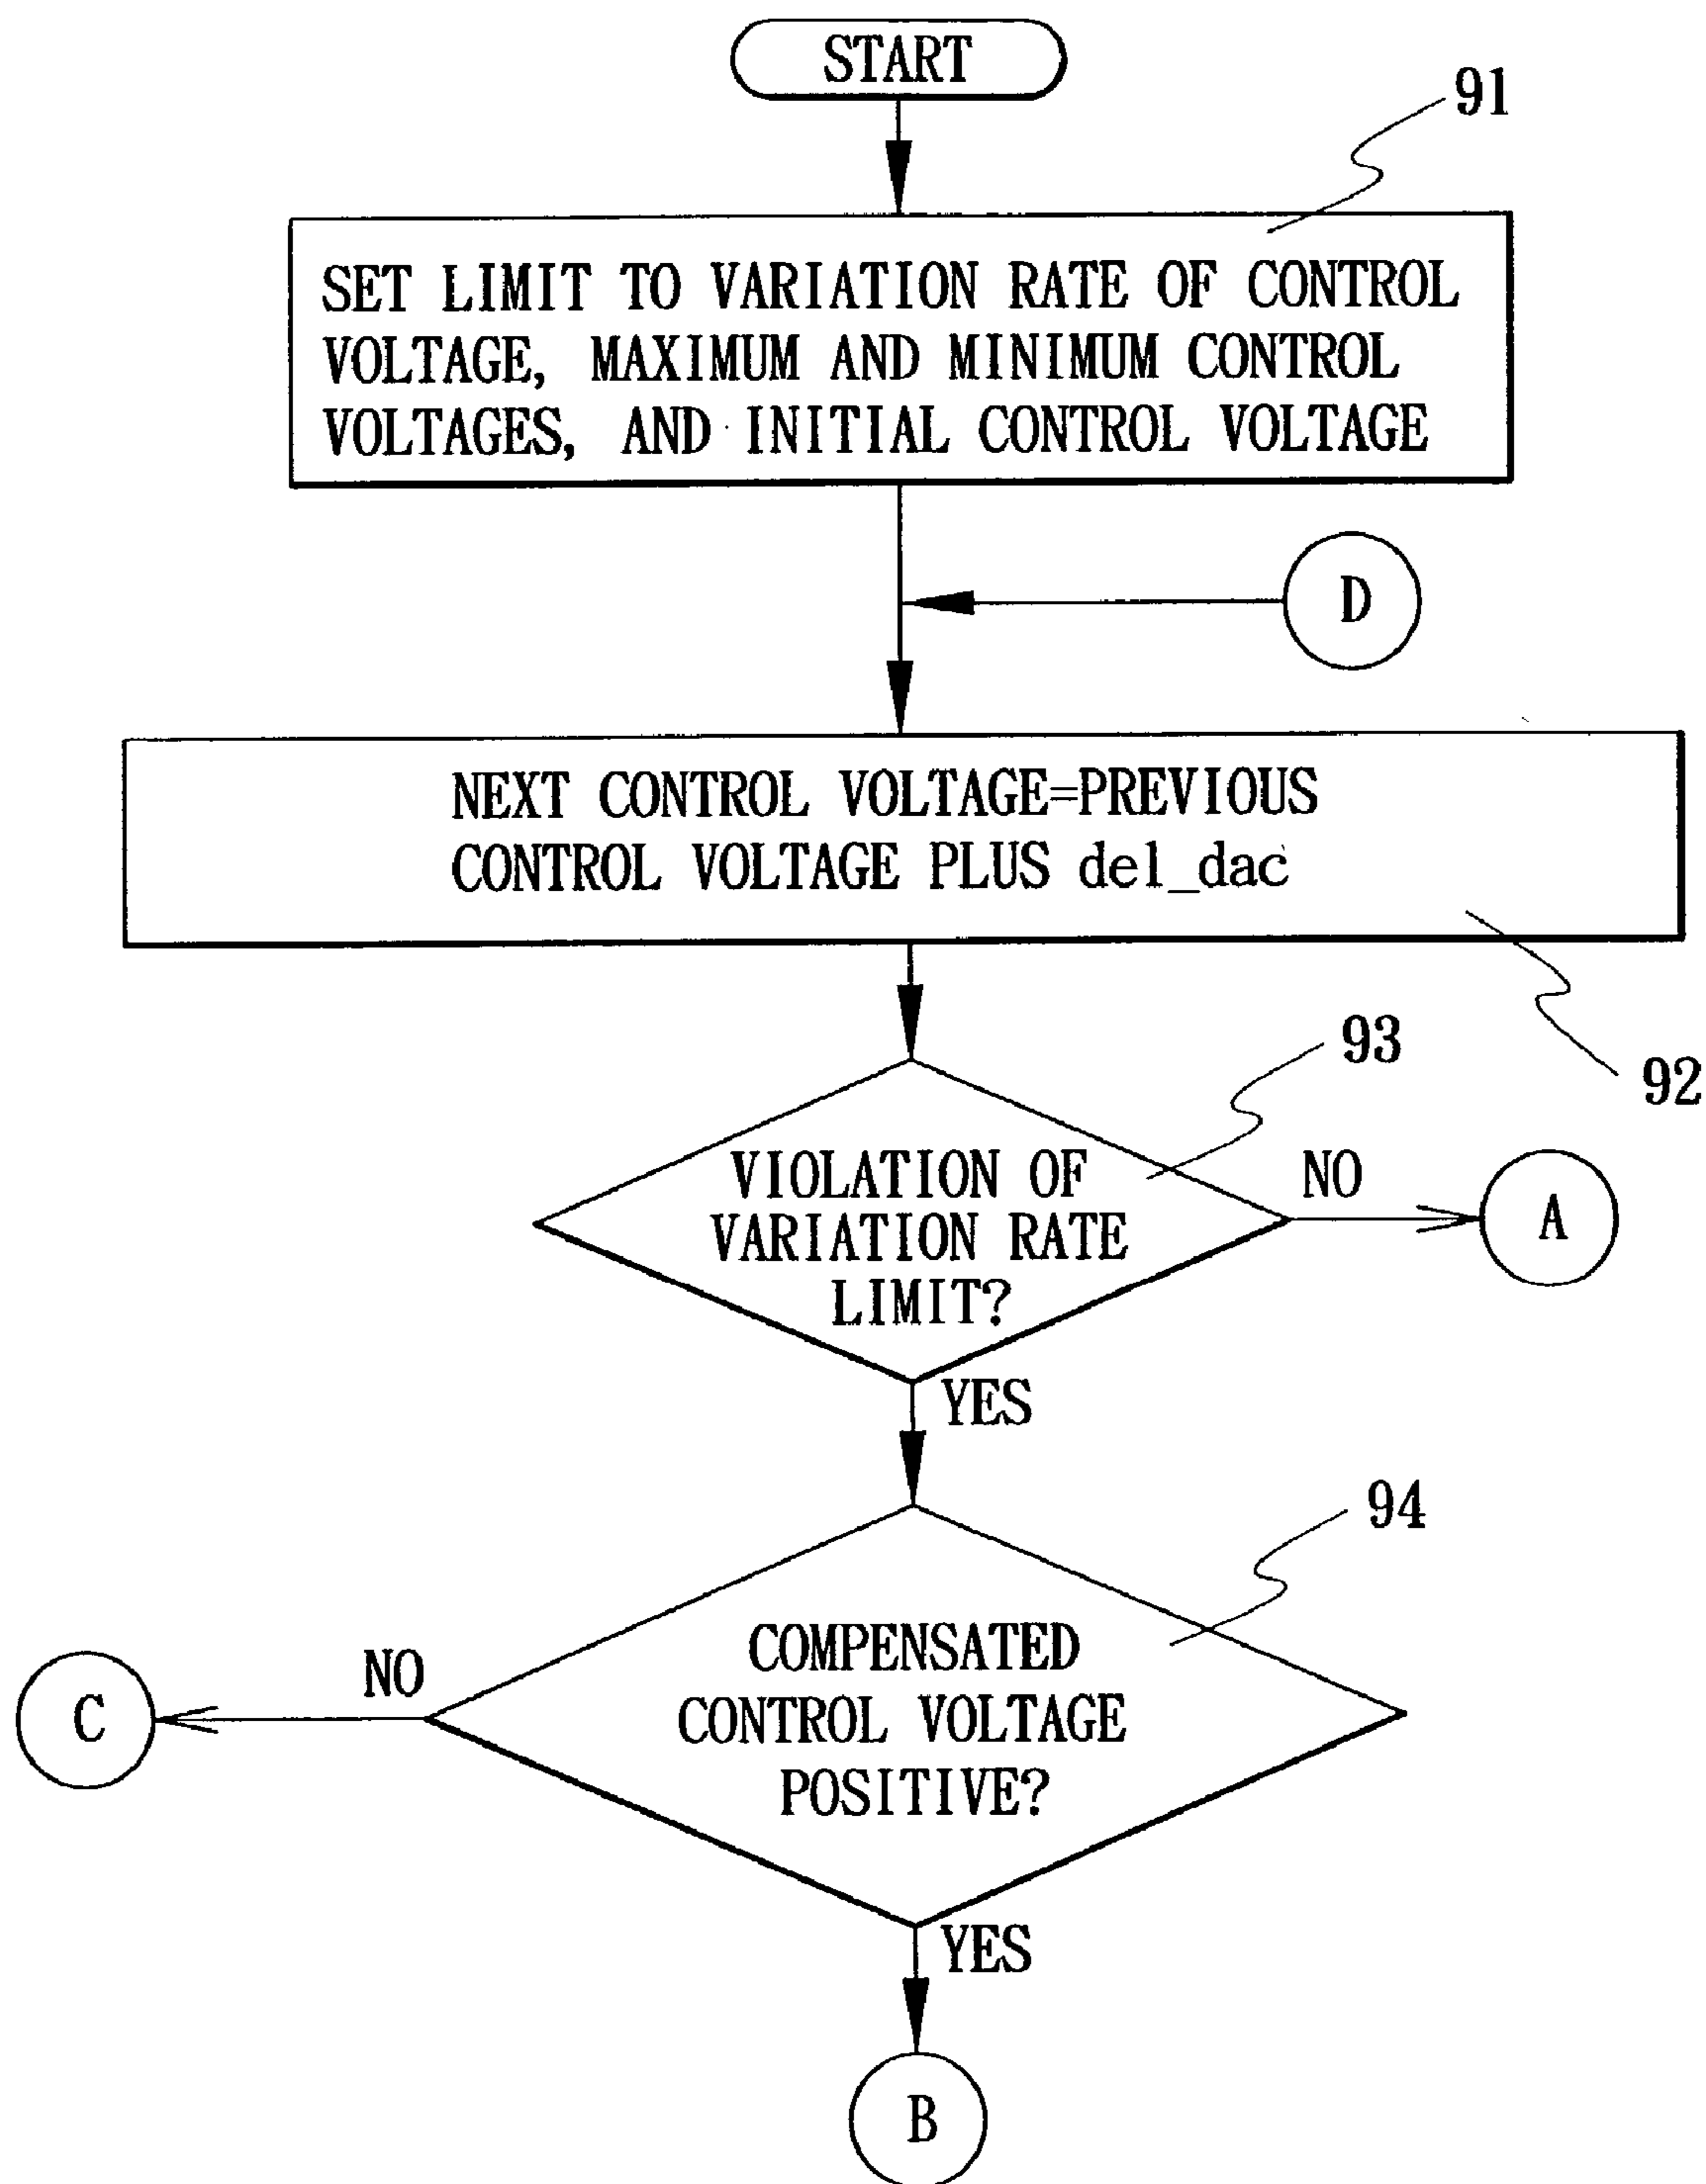 START
91
SET LIMIT TO VARIATION RATE OF CONTROL
VOLTAGE, MAXIMUM AND MINIMUM CONTROL
VOLTAGES, AND INITIAL CONTROL VOLTAGE
D
NEXT CONTROL VOLTAGE=PREVIOUS
CONTROL VOLTAGE PLUS del_dac
92
93
VIOLATION OF
VARIATION RATE
LIMIT?
NO
A
YES
94
COMPENSATED
CONTROL VOLTAGE
POSITIVE?
NO
C
YES
B